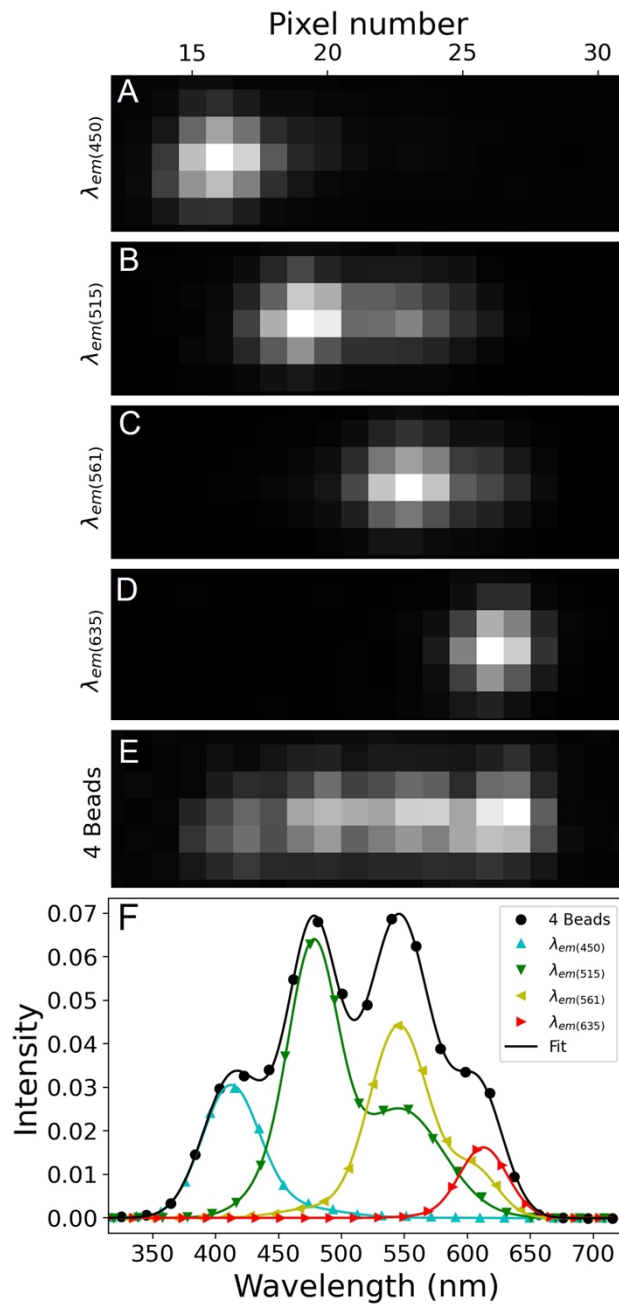 Pixel number
15 20 25 30
A
λem(450)
B
λem(515)
C
λem(561)
D
λem(635)
E
4 Beads
F
0.07
0.06
0.05
0.04
0.03
0.02
0.01
0.00
Intensity
4 Beads
λem(450)
λem(515)
λem(561)
λem(635)
Fit
350 400 450 500 550 600 650 700
Wavelength (nm)